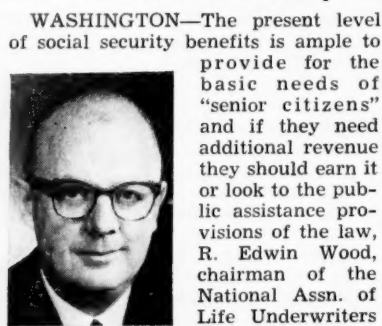 WASHINGTON—The present level
of social security benefits is ample to
provide for the
basic needs of
“senior citizens”
and if they need
additional revenue
they should earn it
or look to the pub-
lic assistance pro-
visions of the law,
R. Edwin Wood,
chairman of the
National Assn. of
Life Underwriters